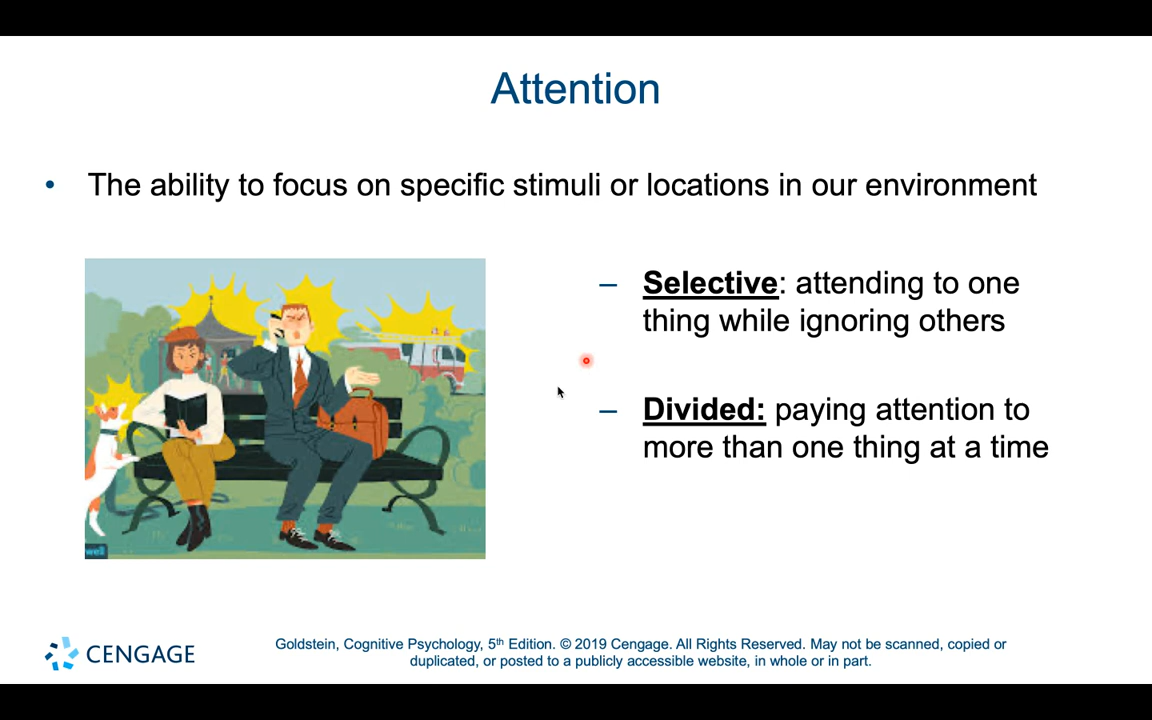 Attention
• The ability to focus on specific stimuli or locations in our environment
– Selective: attending to one
thing while ignoring others
– Divided: paying attention to
more than one thing at a time
well
CENGAGE
Goldstein, Cognitive Psychology, 5th Edition. © 2019 Cengage. All Rights Reserved. May not be scanned, copied or
duplicated, or posted to a publicly accessible website, in whole or in part.